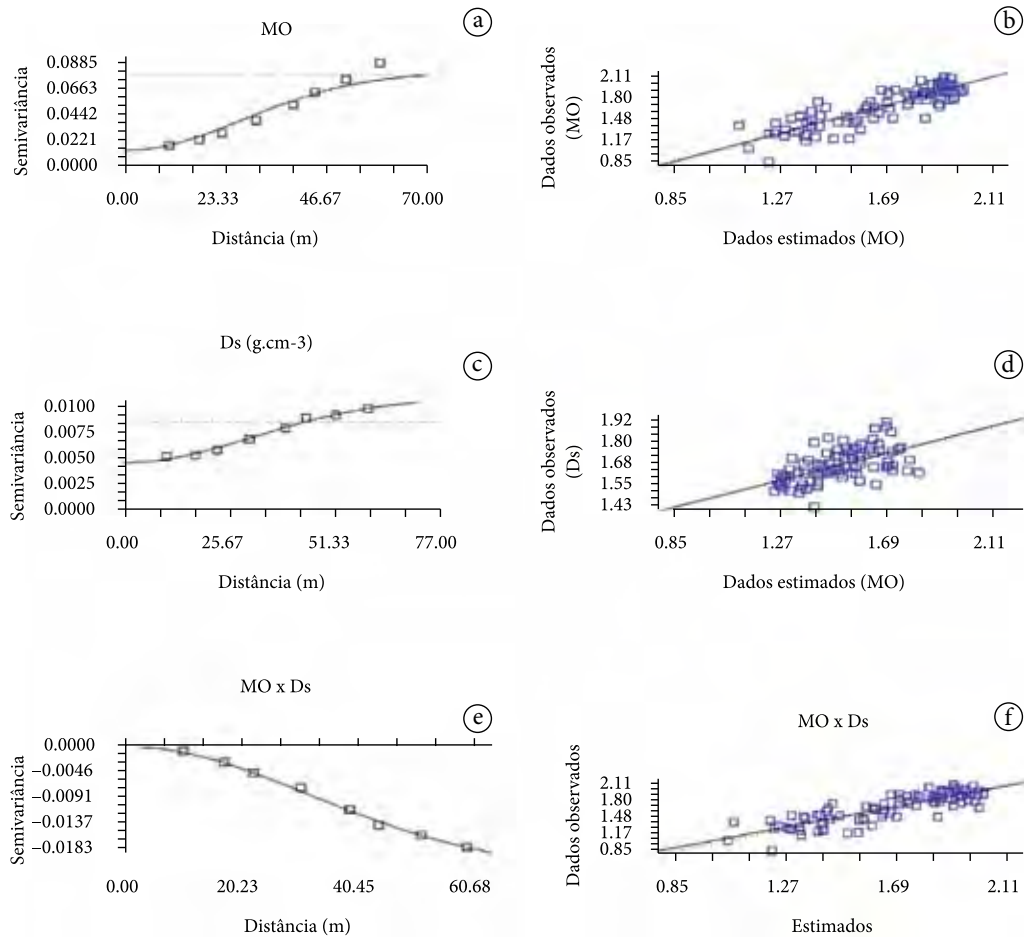 MO
a
Semivariância
0.0885
0.0663
0.0442
0.0221
0.0000
0.00 23.33 46.67 70.00
Distância (m)
b
Dados observados
(MO)
2.11
1.80
1.48
1.17
0.85
0.85 1.27 1.69 2.11
Dados estimados (MO)
Ds (g.cm-3)
c
Semivariância
0.0100
0.0075
0.0050
0.0025
0.0000
0.00 25.67 51.33 77.00
Distância (m)
d
Dados observados
(Ds)
1.92
1.80
1.68
1.55
1.43
0.85 1.27 1.69 2.11
Dados estimados (MO)
MO x Ds
e
Semivariância
0.0000
–0.0046
–0.0091
–0.0137
–0.0183
0.00 20.23 40.45 60.68
Distância (m)
MO x Ds
f
Dados observados
2.11
1.80
1.48
1.17
0.85
0.85 1.27 1.69 2.11
Estimados